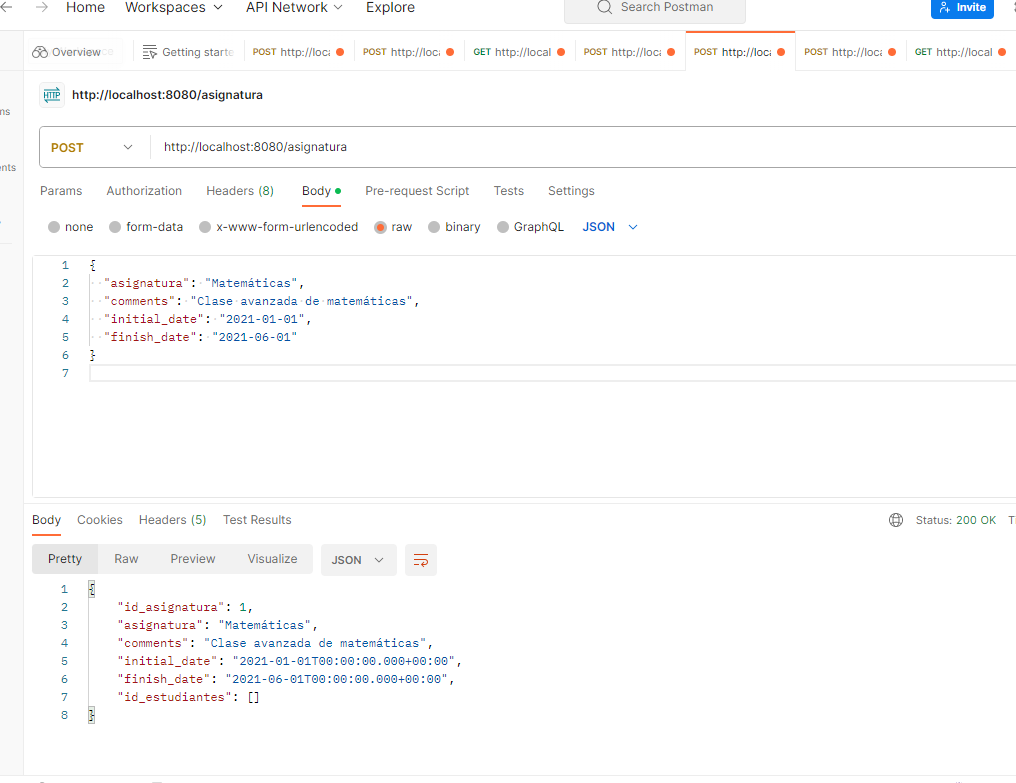 Home Workspaces API Network Explore Search Postman Invite
Overview Getting starte POST http://loca POST http://loca GET http://local POST http://loca POST http://loca POST http://loca GET http://local
HTTP http://localhost:8080/asignatura
POST http://localhost:8080/asignatura
Params Authorization Headers (8) Body Pre-request Script Tests Settings
none form-data x-www-form-urlencoded raw binary GraphQL JSON
1 {
2 "asignatura": "Matemáticas",
3 "comments": "Clase avanzada de matemáticas",
4 "initial_date": "2021-01-01",
5 "finish_date": "2021-06-01"
6 }
7
Body Cookies Headers (5) Test Results Status: 200 OK
Pretty Raw Preview Visualize JSON
1 {
2 "id_asignatura": 1,
3 "asignatura": "Matemáticas",
4 "comments": "Clase avanzada de matemáticas",
5 "initial_date": "2021-01-01T00:00:00.000+00:00",
6 "finish_date": "2021-06-01T00:00:00.000+00:00",
7 "id_estudiantes": []
8 }